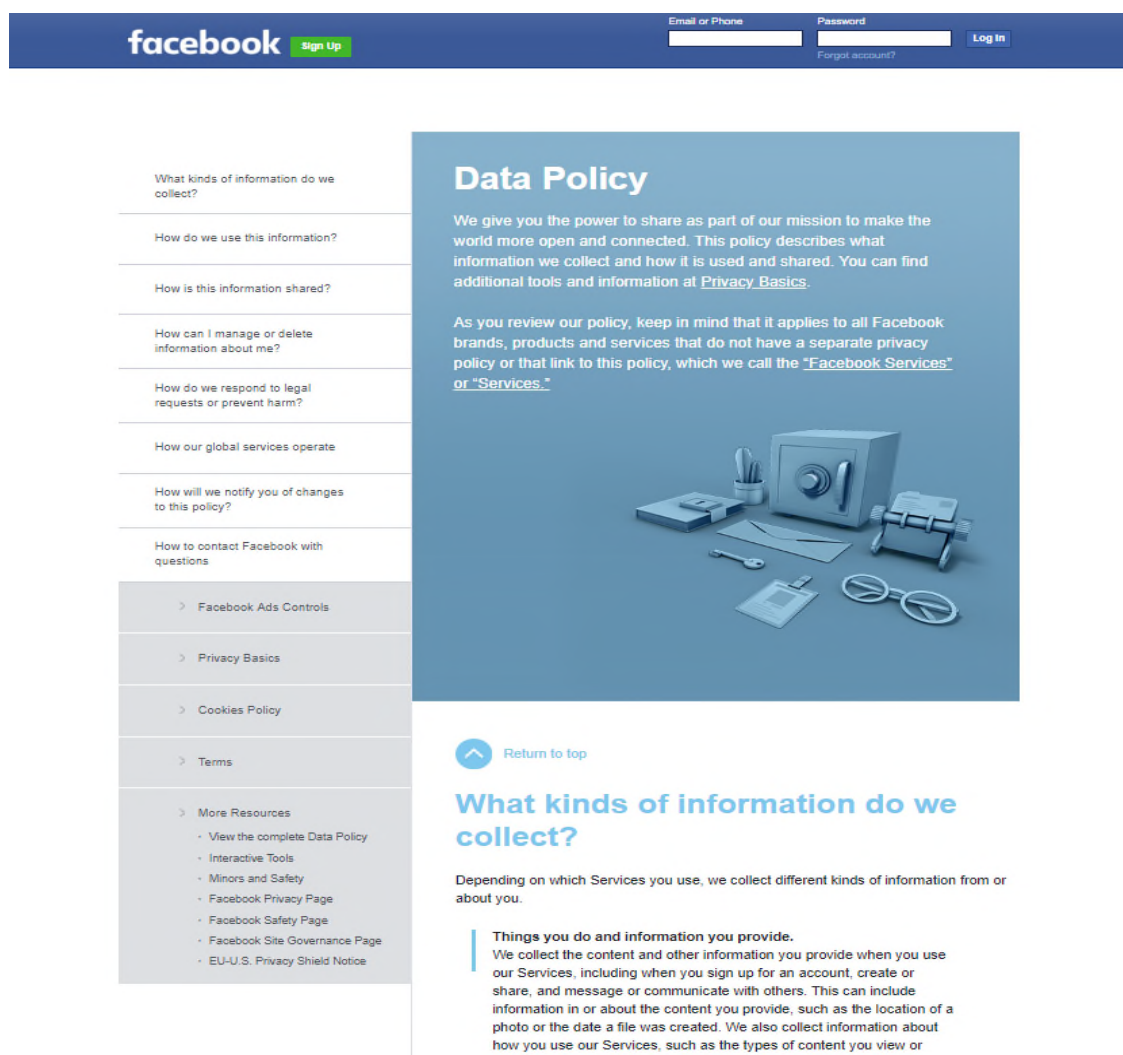 facebook
Sign Up
Email or Phone
Password
Log In
Forgot account?
What kinds of information do we
collect?
How do we use this information?
How is this information shared?
How can I manage or delete
information about me?
How do we respond to legal
requests or prevent harm?
How our global services operate
How will we notify you of changes
to this policy?
How to contact Facebook with
questions
Facebook Ads Controls
Privacy Basics
Cookies Policy
Terms
More Resources
View the complete Data Policy
Interactive Tools
Minors and Safety
Facebook Privacy Page
Facebook Safety Page
Facebook Site Governance Page
EU-U.S. Privacy Shield Notice
Data Policy
We give you the power to share as part of our mission to make the
world more open and connected. This policy describes what
information we collect and how it is used and shared. You can find
additional tools and information at Privacy Basics.
As you review our policy, keep in mind that it applies to all Facebook
brands, products and services that do not have a separate privacy
policy or that link to this policy, which we call the “Facebook Services”
or “Services.”
Return to top
What kinds of information do we
collect?
Depending on which Services you use, we collect different kinds of information from or
about you.
Things you do and information you provide.
We collect the content and other information you provide when you use
our Services, including when you sign up for an account, create or
share, and message or communicate with others. This can include
information in or about the content you provide, such as the location of a
photo or the date a file was created. We also collect information about
how you use our Services, such as the types of content you view or